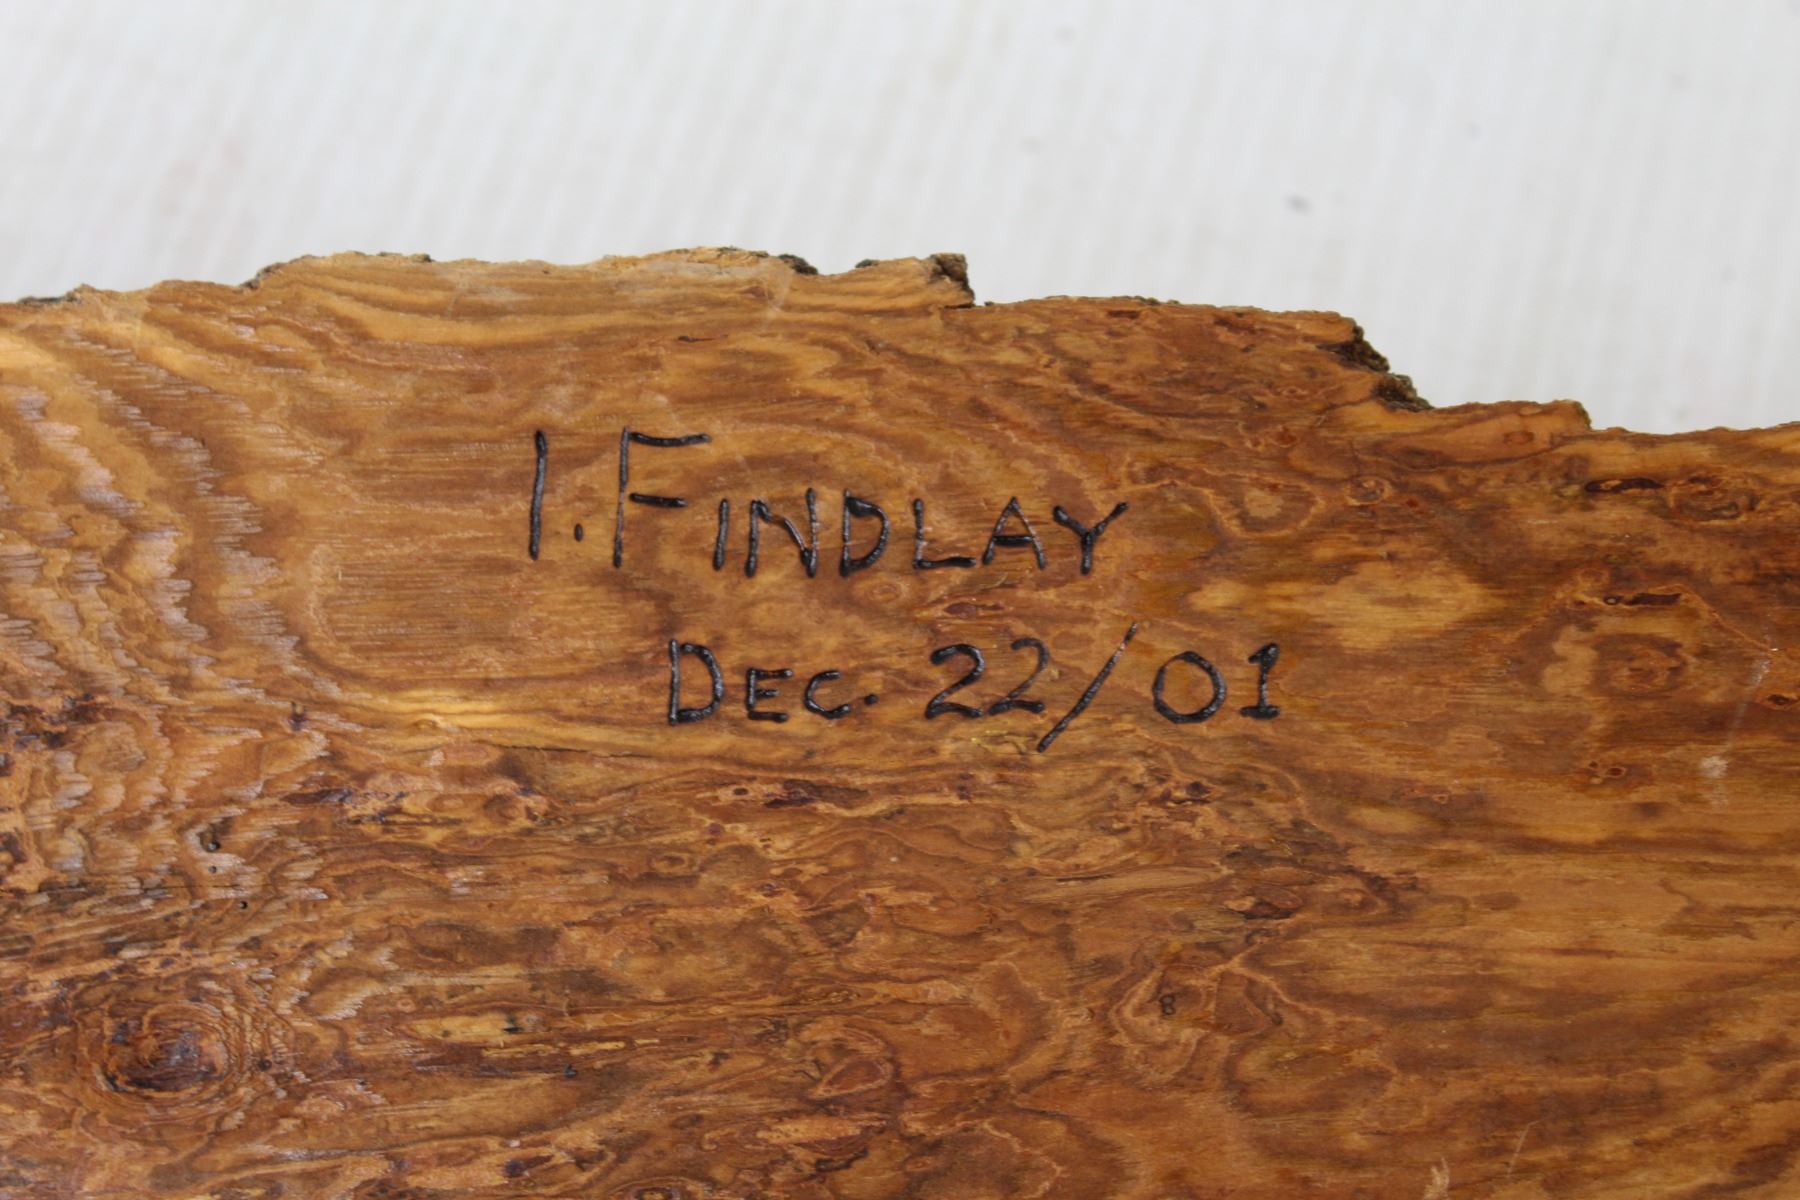 I. FINDLAY
DEC. 22/01